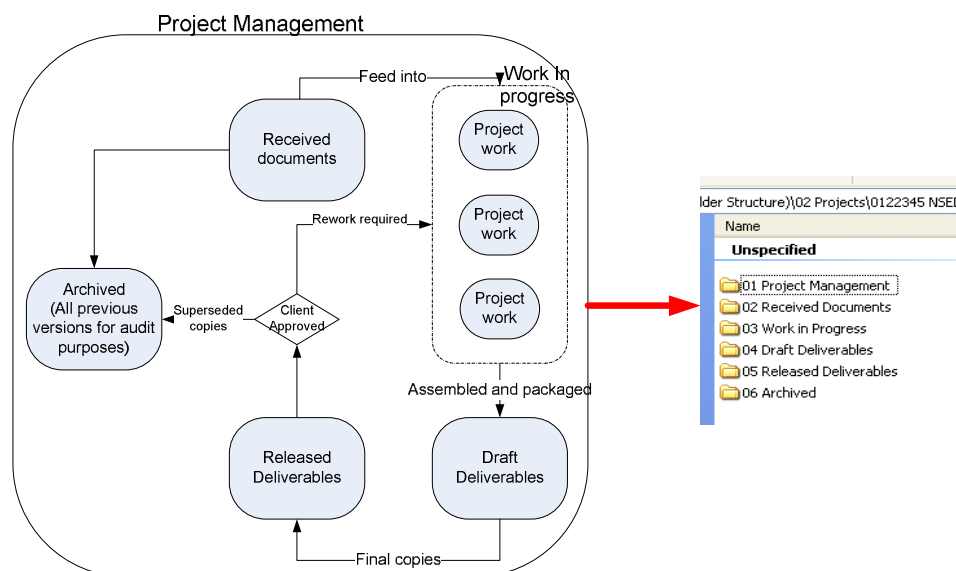 Project Management
Feed into
Work In
progress
Received
documents
Project
work
Project
work
Project
work
Rework required
Archived
(All previous
versions for audit
purposes)
Superseded
copies
Client
Approved
Assembled and packaged
Released
Deliverables
Draft
Deliverables
Final copies
lder Structure)\02 Projects\0122345 NSED
Name
Unspecified
01 Project Management
02 Received Documents
03 Work in Progress
04 Draft Deliverables
05 Released Deliverables
06 Archived